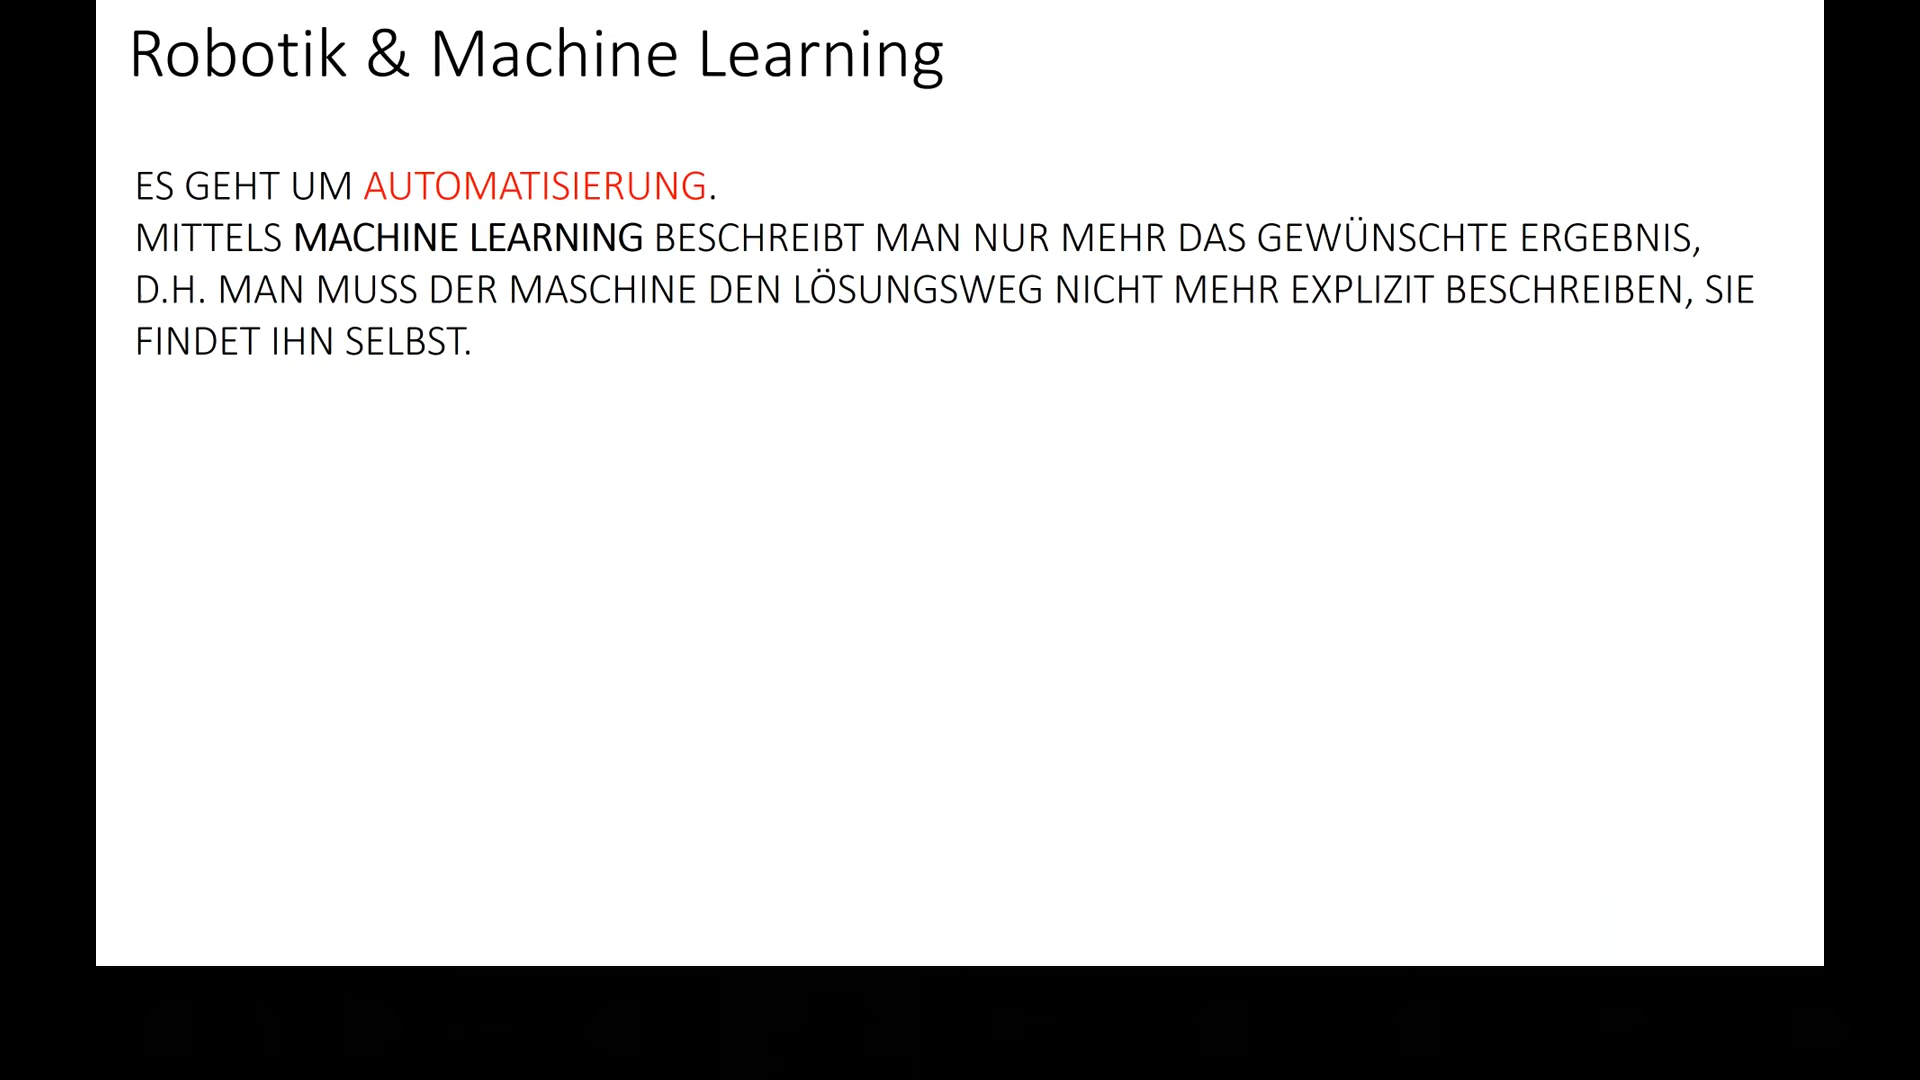 Robotik & Machine Learning
ES GEHT UM AUTOMATISIERUNG.
MITTELS MACHINE LEARNING BESCHREIBT MAN NUR MEHR DAS GEWÜNSCHTE ERGEBNIS,
D.H. MAN MUSS DER MASCHINE DEN LÖSUNGSWEG NICHT MEHR EXPLIZIT BESCHREIBEN, SIE
FINDET IHN SELBST.